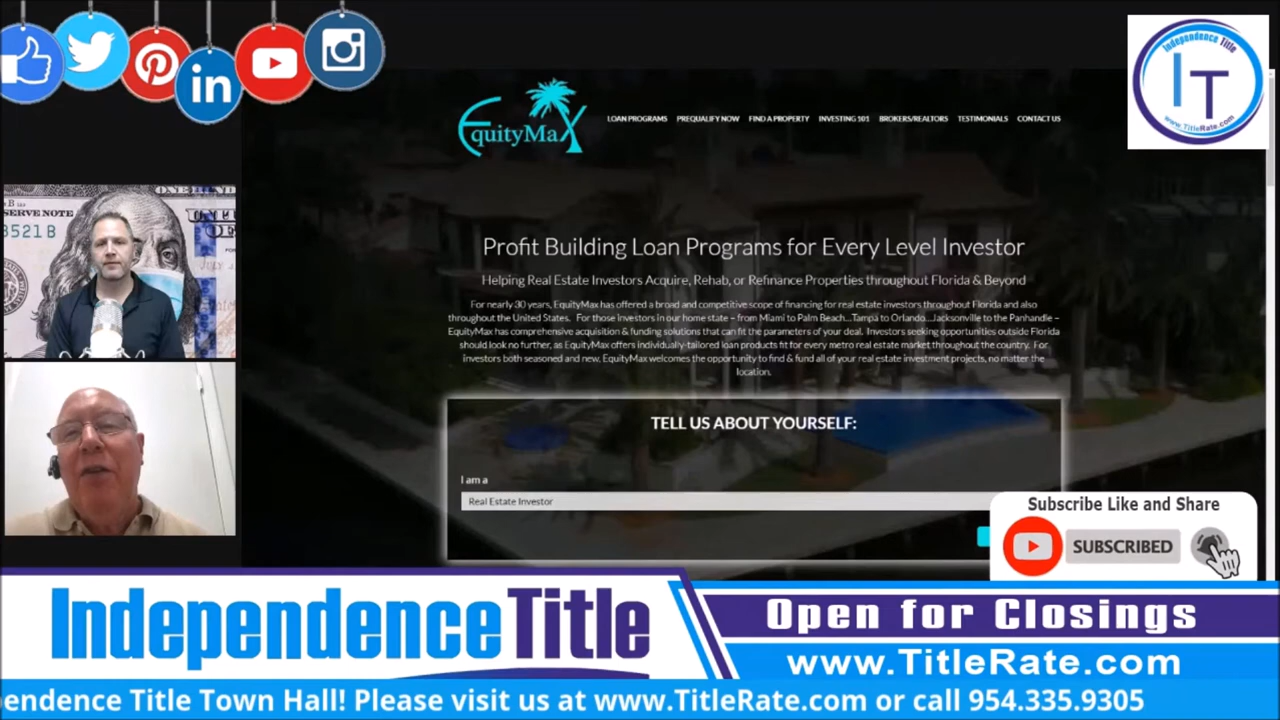 Independence Title
IT
www.TitleRate.com
in
EquityMax
LOAN PROGRAMS PREQUALIFY NOW FIND A PROPERTY INVESTING 101 BROKERS/REALTORS TESTIMONIALS CONTACT US
ONE HUND
SERVE NOTE
3521 B
Profit Building Loan Programs for Every Level Investor
Helping Real Estate Investors Acquire, Rehab, or Refinance Properties throughout Florida & Beyond
For nearly 30 years, EquityMax has offered a broad and competitive scope of financing for real estate investors throughout Florida and also
throughout the United States. For those investors in our home state – from Miami to Palm Beach...Tampa to Orlando....Jacksonville to the Panhandle –
EquityMax has comprehensive acquisition & funding solutions that can fit the parameters of your deal. Investors seeking opportunities outside Florida
should look no further, as EquityMax offers individually-tailored loan products fit for every metro real estate market throughout the country. For
investors both seasoned and new, EquityMax welcomes the opportunity to find & fund all of your real estate investment projects, no matter the
location.
TELL US ABOUT YOURSELF:
I am a
Real Estate Investor
Subscribe Like and Share
SUBSCRIBED
Independence Title
Open for Closings
www.TitleRate.com
pendence Title Town Hall! Please visit us at www.TitleRate.com or call 954.335.9305